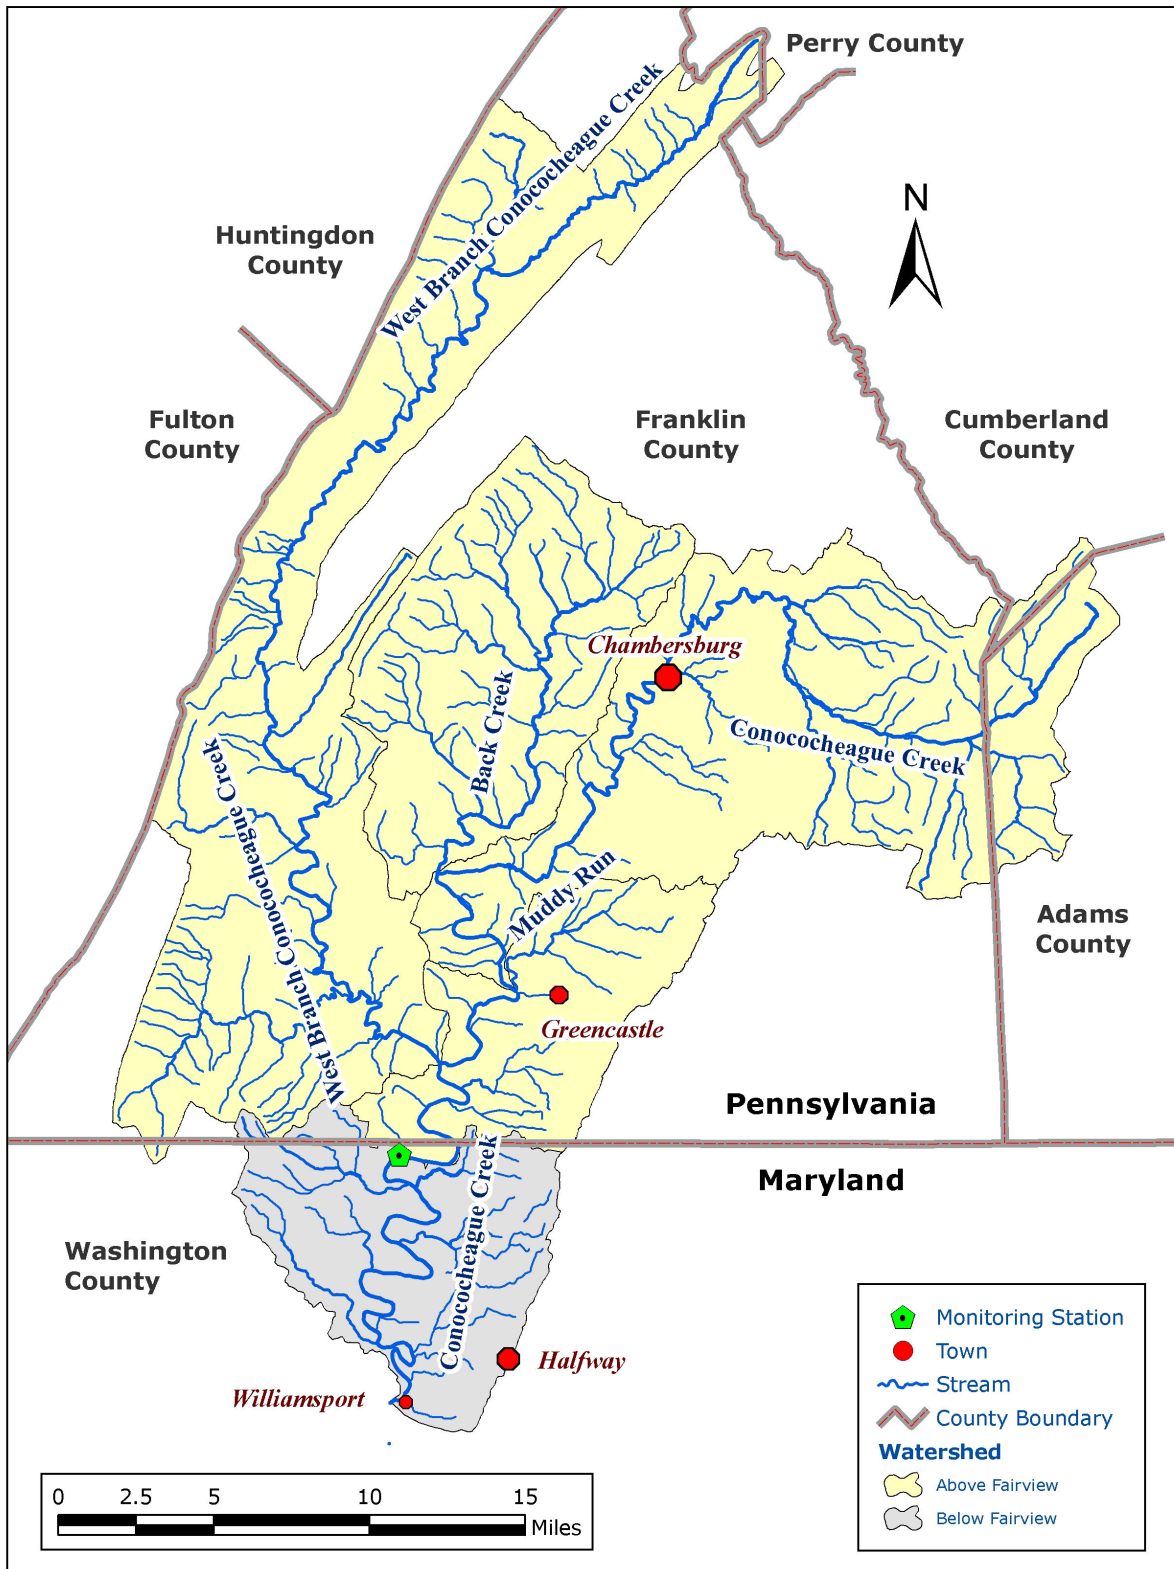 Perry County
West Branch Conococheague Creek
N
Huntingdon
County
Fulton
County
Franklin
County
Cumberland
County
Chambersburg
Back Creek
Conococheague Creek
West Branch Conococheague Creek
Muddy Run
Adams
County
Greencastle
Pennsylvania
Maryland
Conococheague Creek
Washington
County
Halfway
Williamsport
Monitoring Station
Town
Stream
County Boundary
Watershed
Above Fairview
Below Fairview
0 2.5 5 10 15
Miles